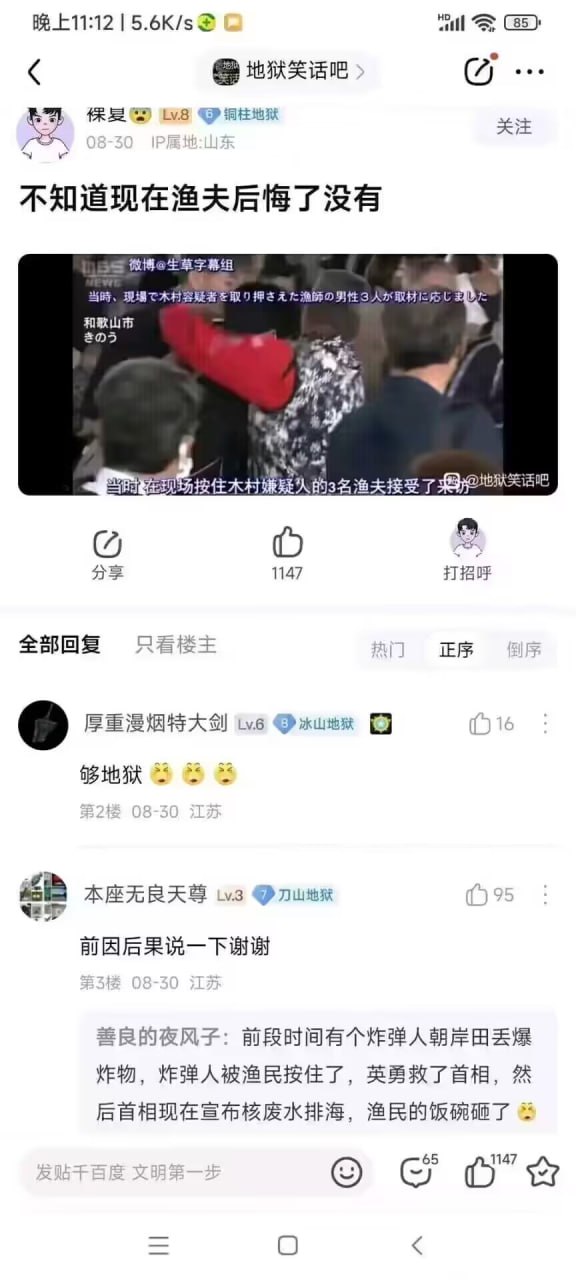 晚上11:12 | 5.6K/s
HD
85
地狱笑话吧
裸夏 Lv.8 6 铜柱地狱
08-30 IP属地:山东
关注
不知道现在渔夫后悔了没有
MBS 微博@生草字幕组
NEWS
当時、現場で木村容疑者を取り押さえた漁師の男性3人が取材に応じました
和歌山市
きのう
当时 在现场按住木村嫌疑人的3名渔夫接受了采访
@地狱笑话吧
分享
1147
打招呼
全部回复 只看楼主
热门 正序 倒序
厚重漫烟特大剑 Lv.6 8 冰山地狱
16
够地狱
第2楼 08-30 江苏
本座无良天尊 Lv.3 7 刀山地狱
95
前因后果说一下谢谢
第3楼 08-30 江苏
善良的夜风子：前段时间有个炸弹人朝岸田丢爆
炸物，炸弹人被渔民按住了，英勇救了首相，然
后首相现在宣布核废水排海，渔民的饭碗砸了
发贴千百度 文明第一步
65
1147